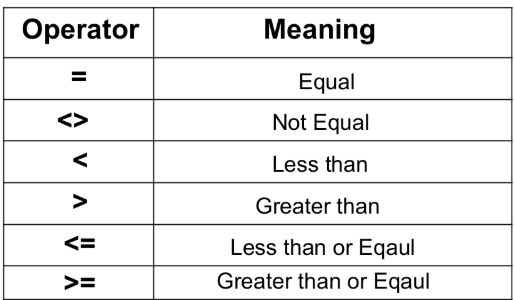 Operator Meaning
= Equal
<> Not Equal
< Less than
> Greater than
<= Less than or Eqaul
>= Greater than or Eqaul